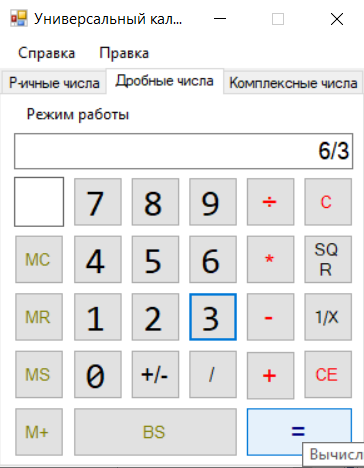 Универсальный кал...
Справка Правка
Р-ичные числа Дробные числа Комплексные числа
Режим работы
6/3
7 8 9 ÷ C
MC 4 5 6 * SQ
R
MR 1 2 3 - 1/X
MS 0 +/- / + CE
M+ BS =
Вычисл